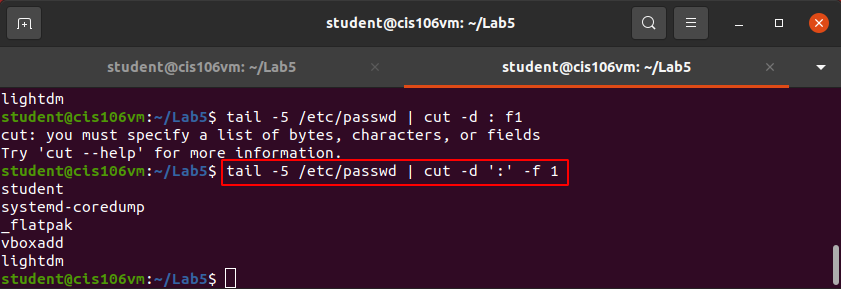 student@cis106vm: ~/Lab5
student@cis106vm: ~/Lab5
student@cis106vm: ~/Lab5
lightdm
student@cis106vm:~/Lab5$ tail -5 /etc/passwd | cut -d : f1
cut: you must specify a list of bytes, characters, or fields
Try 'cut --help' for more information.
student@cis106vm:~/Lab5$ tail -5 /etc/passwd | cut -d ':' -f 1
student
systemd-coredump
_flatpak
vboxadd
lightdm
student@cis106vm:~/Lab5$